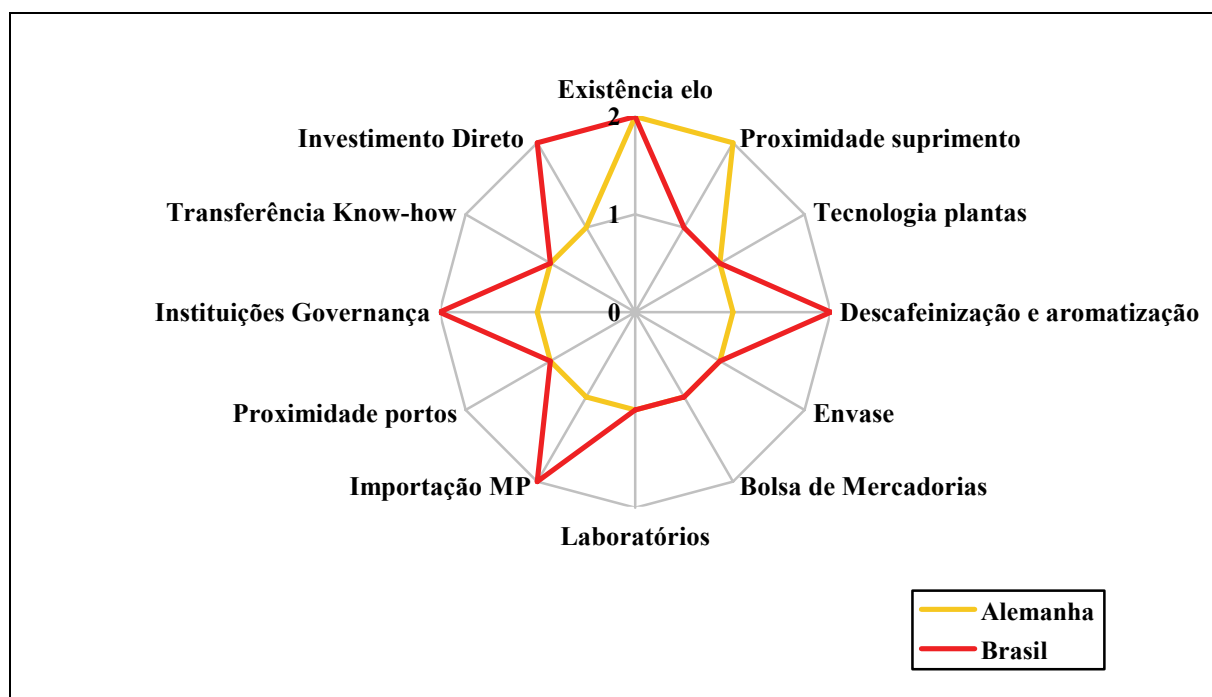 Existência elo
2
Investimento Direto
Proximidade suprimento
Transferência Know-how
1
Tecnologia plantas
Instituições Governança
0
Descafeinização e aromatização
Proximidade portos
Envase
Importação MP
Bolsa de Mercadorias
Laboratórios
Alemanha
Brasil